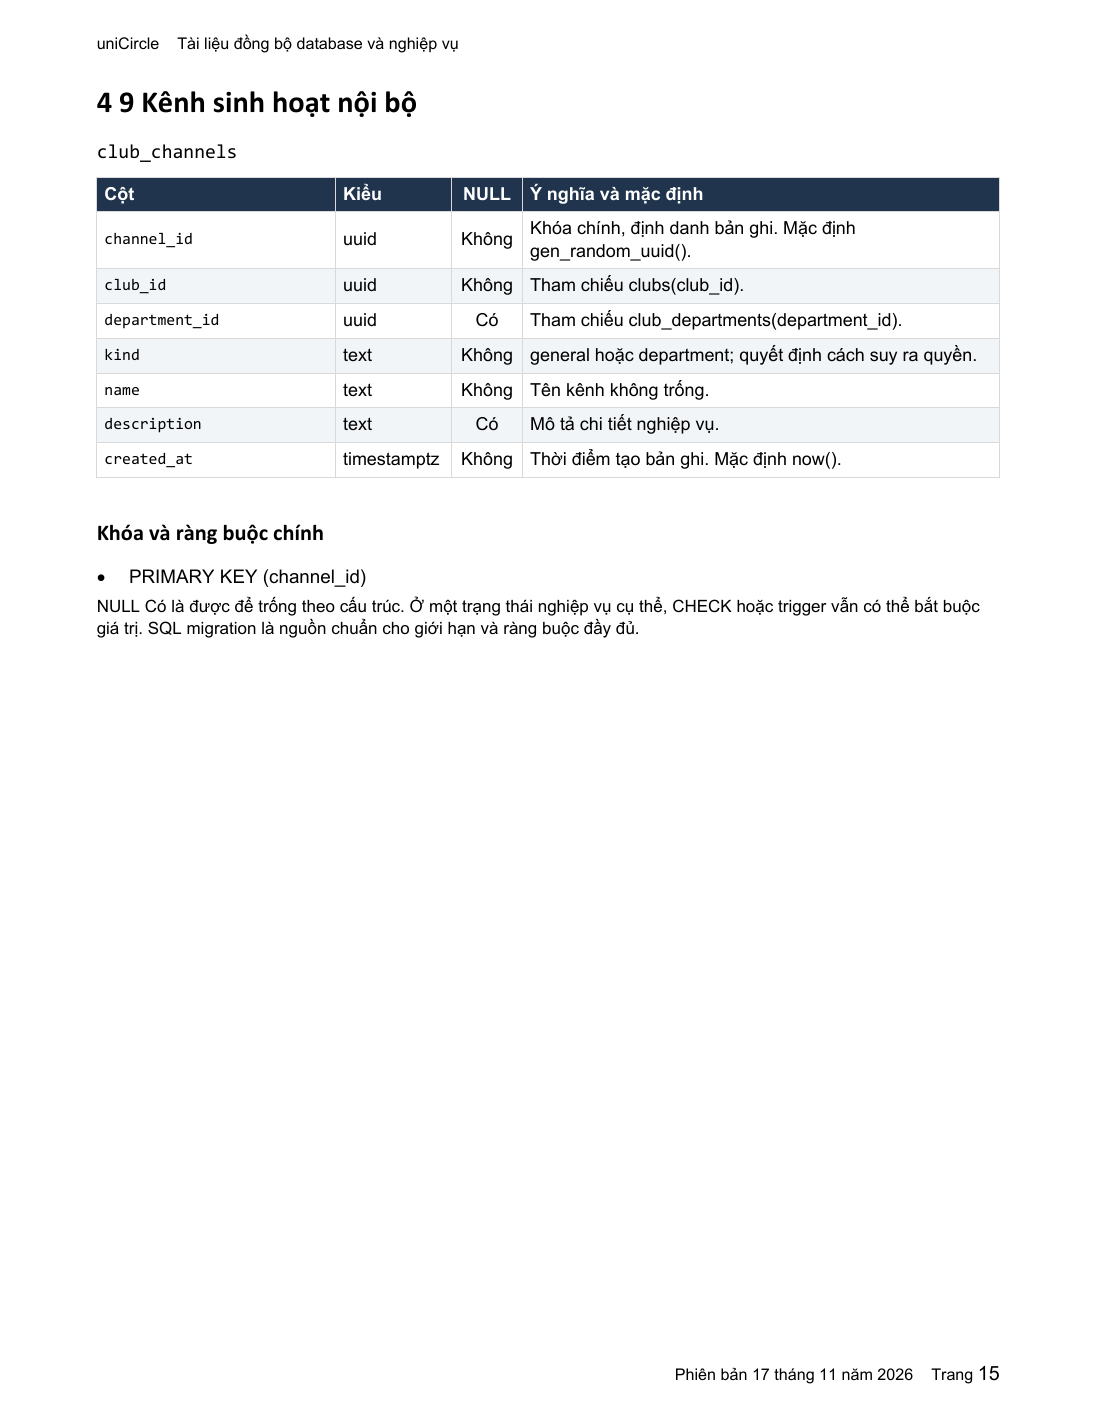 uniCircle Tài liệu đồng bộ database và nghiệp vụ
4 9 Kênh sinh hoạt nội bộ
club_channels
Cột Kiểu NULL Ý nghĩa và mặc định
channel_id uuid Không Khóa chính, định danh bản ghi. Mặc định
gen_random_uuid().
club_id uuid Không Tham chiếu clubs(club_id).
department_id uuid Có Tham chiếu club_departments(department_id).
kind text Không general hoặc department; quyết định cách suy ra quyền.
name text Không Tên kênh không trống.
description text Có Mô tả chi tiết nghiệp vụ.
created_at timestamptz Không Thời điểm tạo bản ghi. Mặc định now().
Khóa và ràng buộc chính
• PRIMARY KEY (channel_id)
NULL Có là được để trống theo cấu trúc. Ở một trạng thái nghiệp vụ cụ thể, CHECK hoặc trigger vẫn có thể bắt buộc
giá trị. SQL migration là nguồn chuẩn cho giới hạn và ràng buộc đầy đủ.
Phiên bản 17 tháng 11 năm 2026 Trang 15